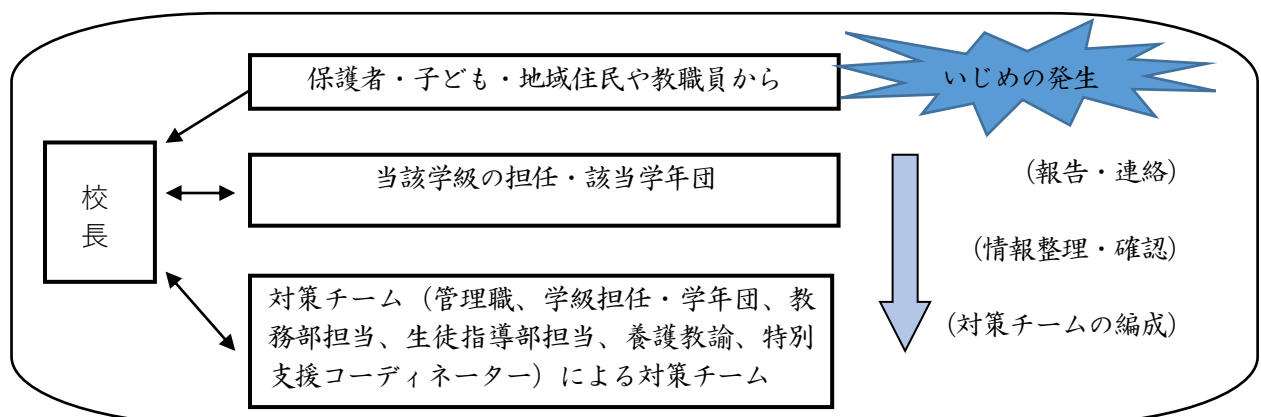 保護者・子ども・地域住民や教職員から
いじめの発生
校
長
当該学級の担任・該当学年団
(報告・連絡)
(情報整理・確認)
対策チーム（管理職、学級担任・学年団、教
務部担当、生徒指導部担当、養護教諭、特別
支援コーディネーター）による対策チーム
(対策チームの編成)